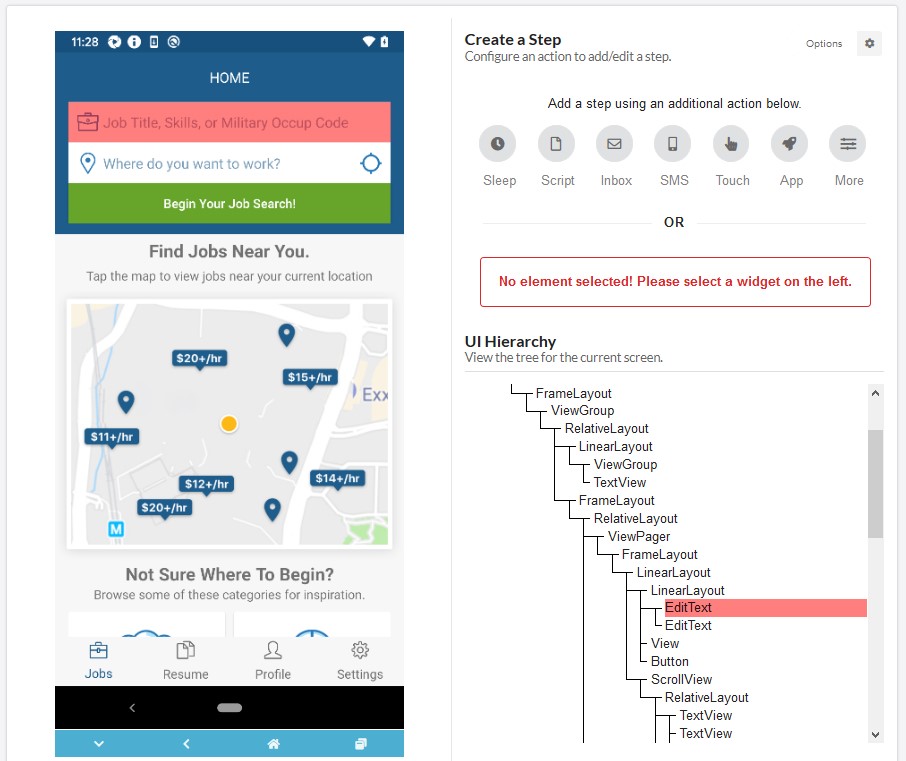 11:28
HOME
Job Title, Skills, or Military Occup Code
Where do you want to work?
Begin Your Job Search!
Find Jobs Near You.
Tap the map to view jobs near your current location
$20+/hr
$15+/hr
Exx
$11+/hr
$12+/hr
$14+/hr
$20+/hr
M
Not Sure Where To Begin?
Browse some of these categories for inspiration.
Jobs Resume Profile Settings
Create a Step
Configure an action to add/edit a step.
Options
Add a step using an additional action below.
Sleep Script Inbox SMS Touch App More
OR
No element selected! Please select a widget on the left.
UI Hierarchy
View the tree for the current screen.
FrameLayout
ViewGroup
RelativeLayout
LinearLayout
ViewGroup
TextView
FrameLayout
RelativeLayout
ViewPager
FrameLayout
LinearLayout
LinearLayout
EditText
EditText
View
Button
ScrollView
RelativeLayout
TextView
TextView